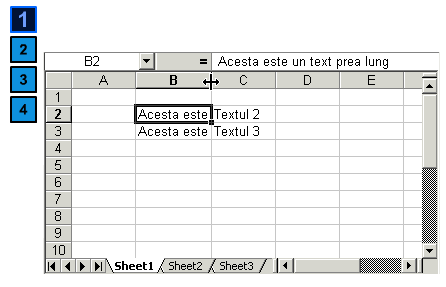 1
2
3
4
B2 = Acesta este un text prea lung
A B C D E
1
2 Acesta este Textul 2
3 Acesta este Textul 3
4
5
6
7
8
9
10
Sheet1 Sheet2 Sheet3